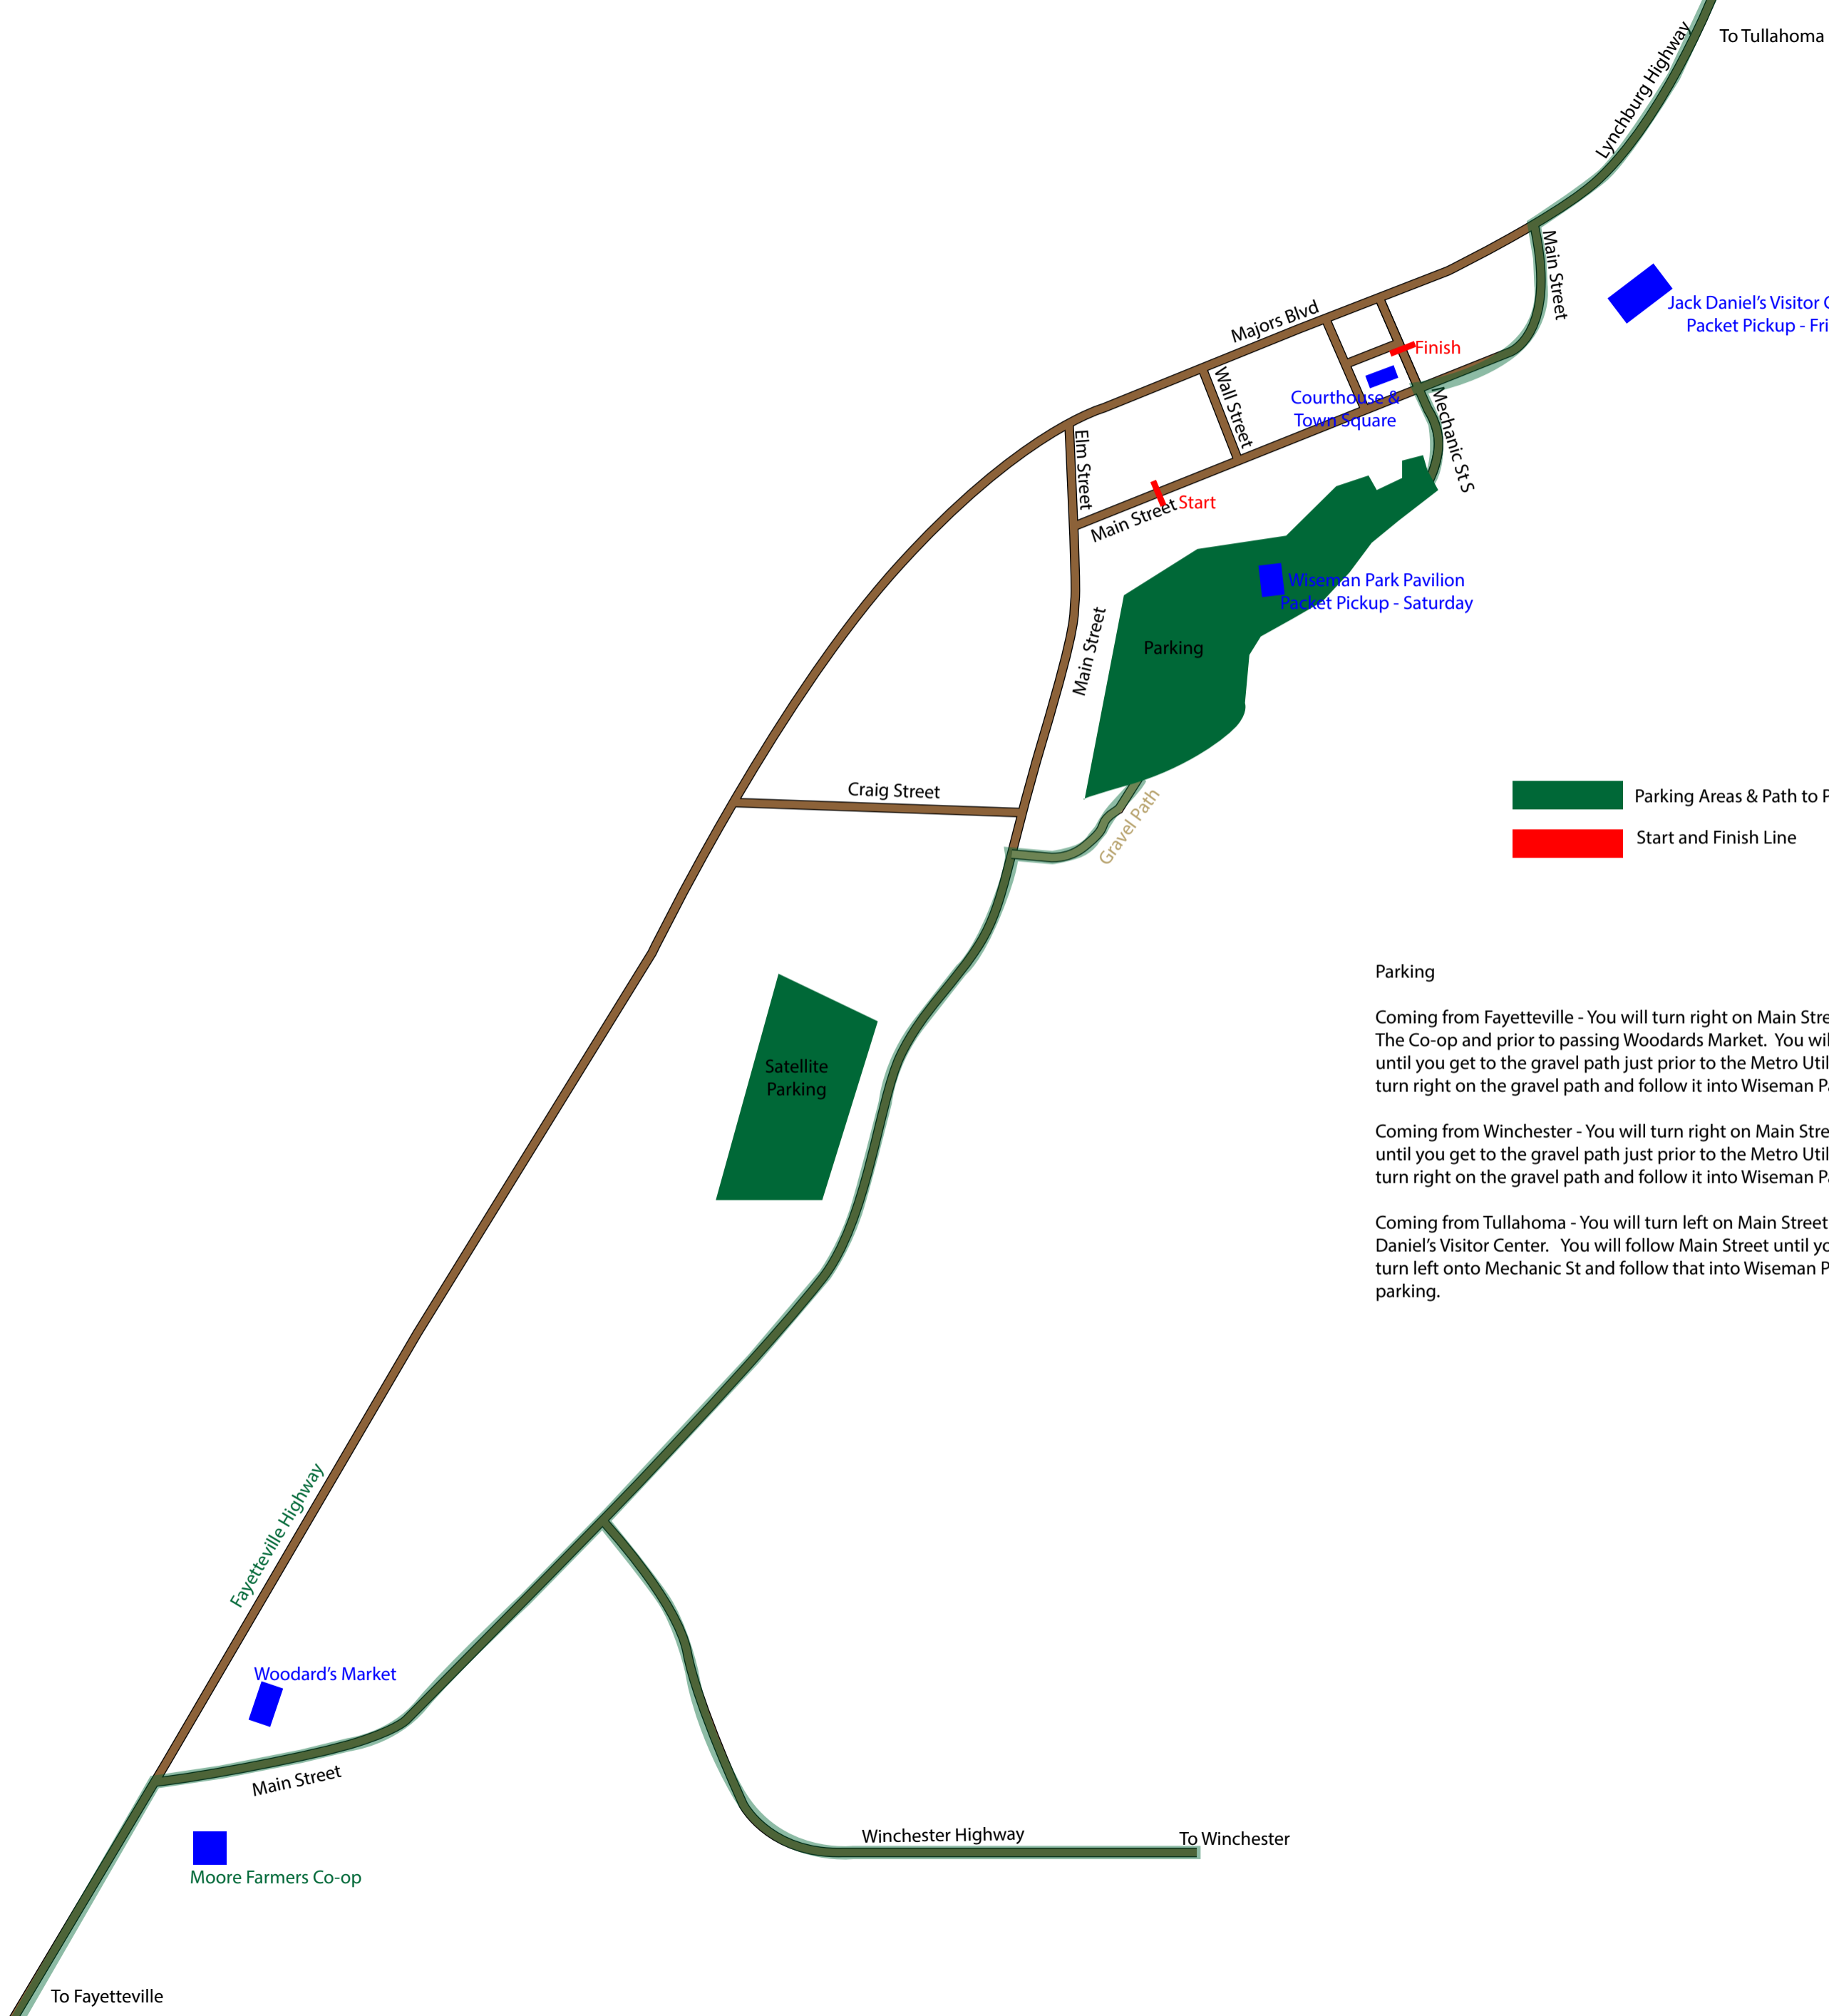 To Tullahoma
Lynchburg Highway
Main Street
Jack Daniel's Visitor
Packet Pickup - Fri
Majors Blvd
Finish
Wall Street
Courthouse &
Town Square
Mechanic St S
Elm Street
Start
Main Street
Wiseman Park Pavilion
Packet Pickup - Saturday
Main Street
Parking
Craig Street
Gravel Path
Parking Areas & Path to
Start and Finish Line
Satellite
Parking
Parking
Coming from Fayetteville - You will turn right on Main
The Co-op and prior to passing Woodards Market. You
until you get to the gravel path just prior to the Metro
turn right on the gravel path and follow it into Wiseman
Coming from Winchester - You will turn right on Main
until you get to the gravel path just prior to the Metro
turn right on the gravel path and follow it into Wiseman
Coming from Tullahoma - You will turn left on Main Street
Daniel's Visitor Center. You will follow Main Street until
turn left onto Mechanic St and follow that into Wiseman
parking.
Fayetteville Highway
Woodard's Market
Main Street
Winchester Highway
To Winchester
Moore Farmers Co-op
To Fayetteville